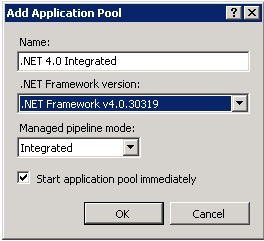 Add Application Pool
?
Name:
.NET 4.0 Integrated
.NET Framework version:
.NET Framework v4.0.30319
Managed pipeline mode:
Integrated
Start application pool immediately
OK Cancel